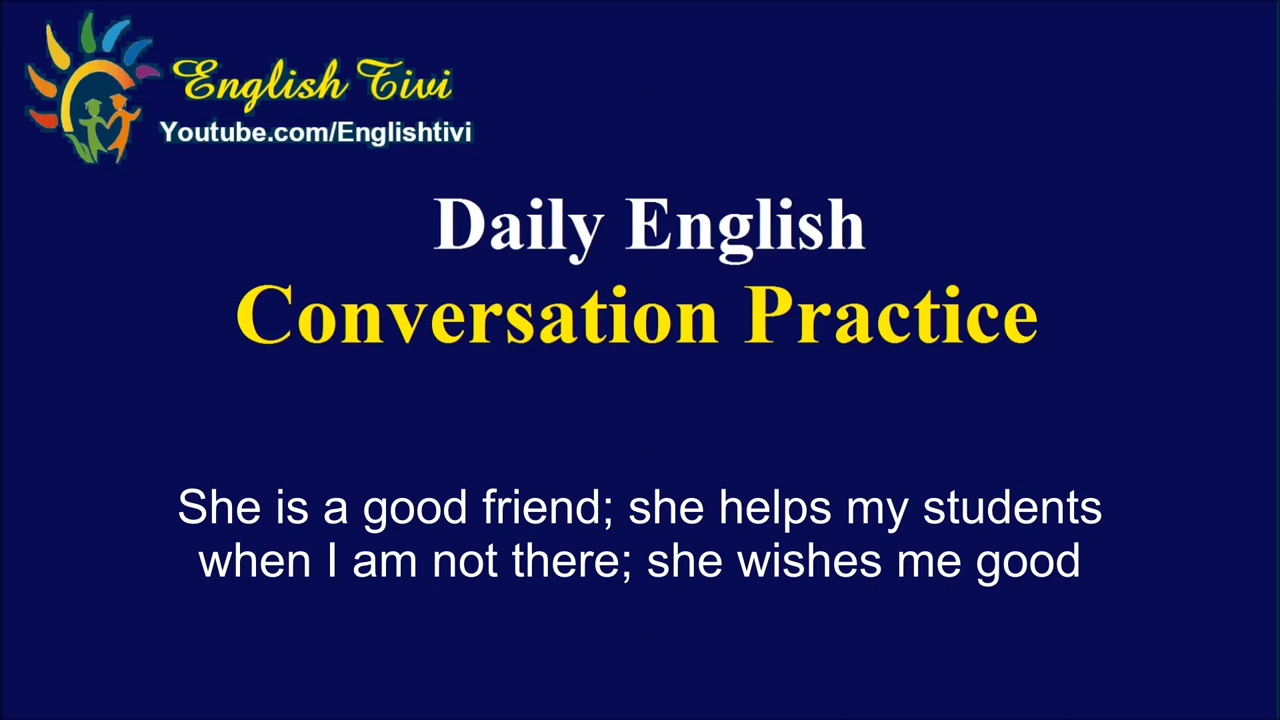 English Tivi
Youtube.com/Englishtivi
Daily English
Conversation Practice
She is a good friend; she helps my students
when I am not there; she wishes me good